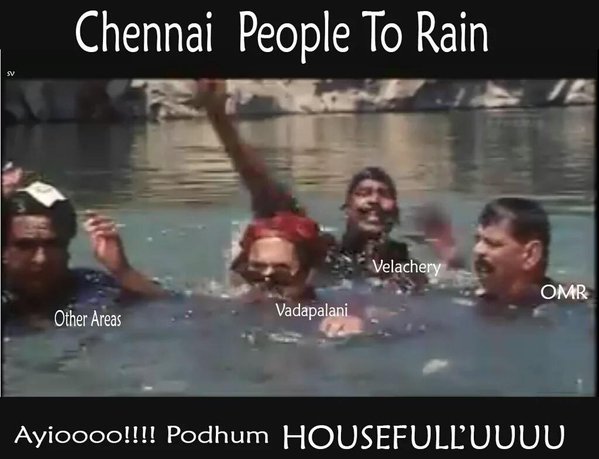 Chennai People To Rain
SV
Velachery
OMR
Vadapalani
Other Areas
Ayioooo!!!! Podhum HOUSEFULL'UUUU